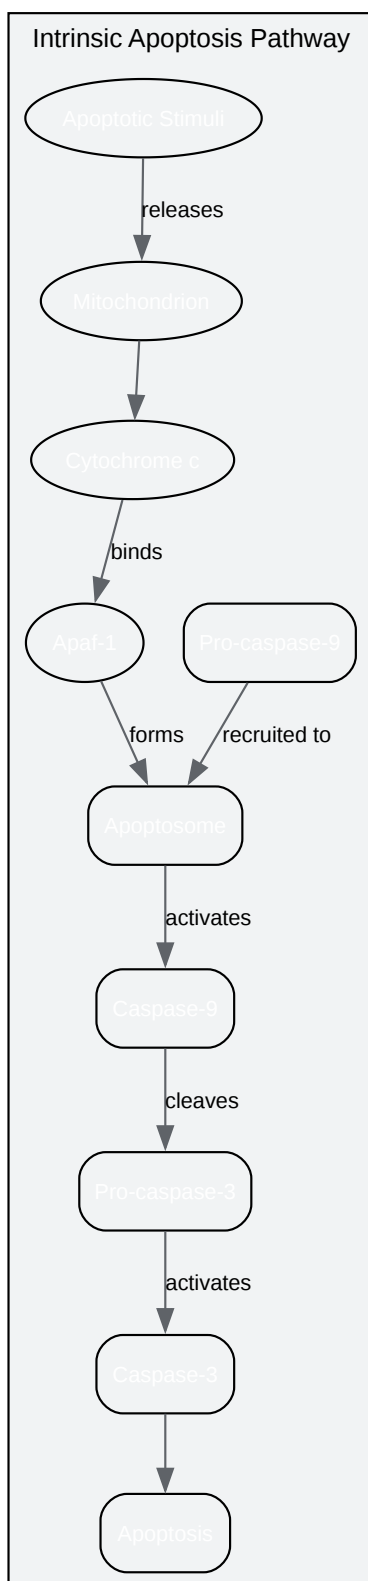 Intrinsic Apoptosis Pathway
Apoptotic Stimuli
releases
Mitochondrion
Cytochrome c
binds
Apaf-1
Pro-caspase-9
forms
recruited to
Apoptosome
activates
Caspase-9
cleaves
Pro-caspase-3
activates
Caspase-3
Apoptosis